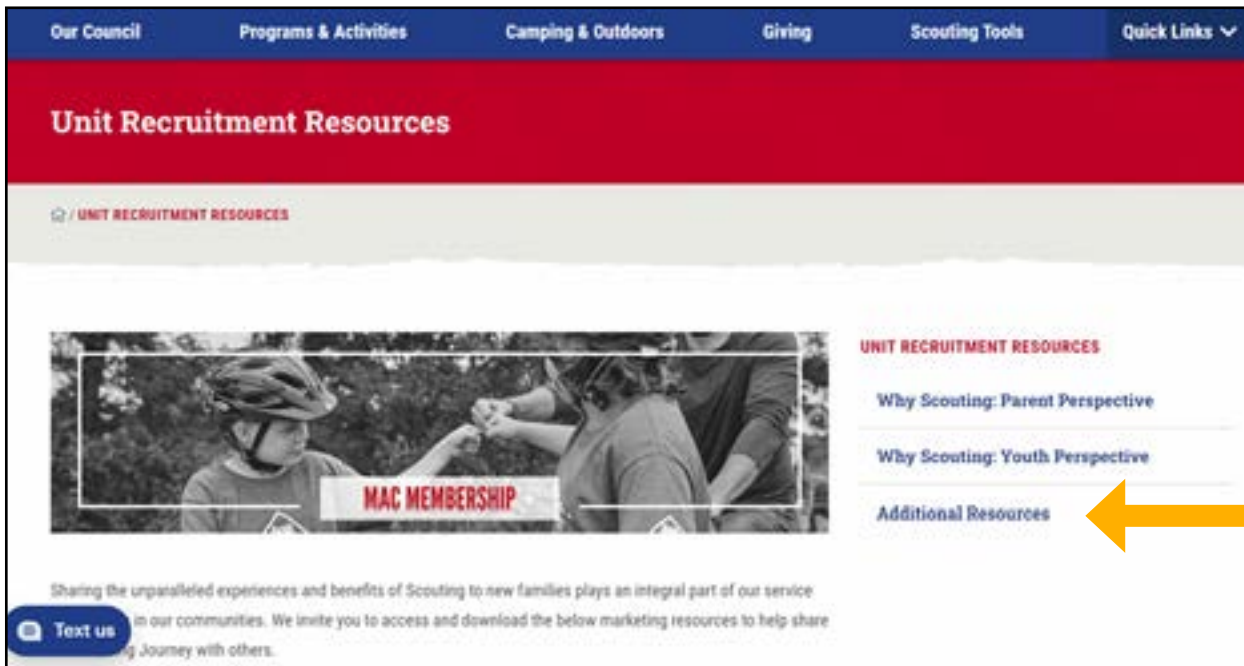 Our Council Programs & Activities Camping & Outdoors Giving Scouting Tools Quick Links
Unit Recruitment Resources
/ UNIT RECRUITMENT RESOURCES
MAC MEMBERSHIP
UNIT RECRUITMENT RESOURCES
Why Scouting: Parent Perspective
Why Scouting: Youth Perspective
Additional Resources
Sharing the unparalleled experiences and benefits of Scouting to new families plays an integral part of our service
in our communities. We invite you to access and download the below marketing resources to help share
Journey with others.
Text us